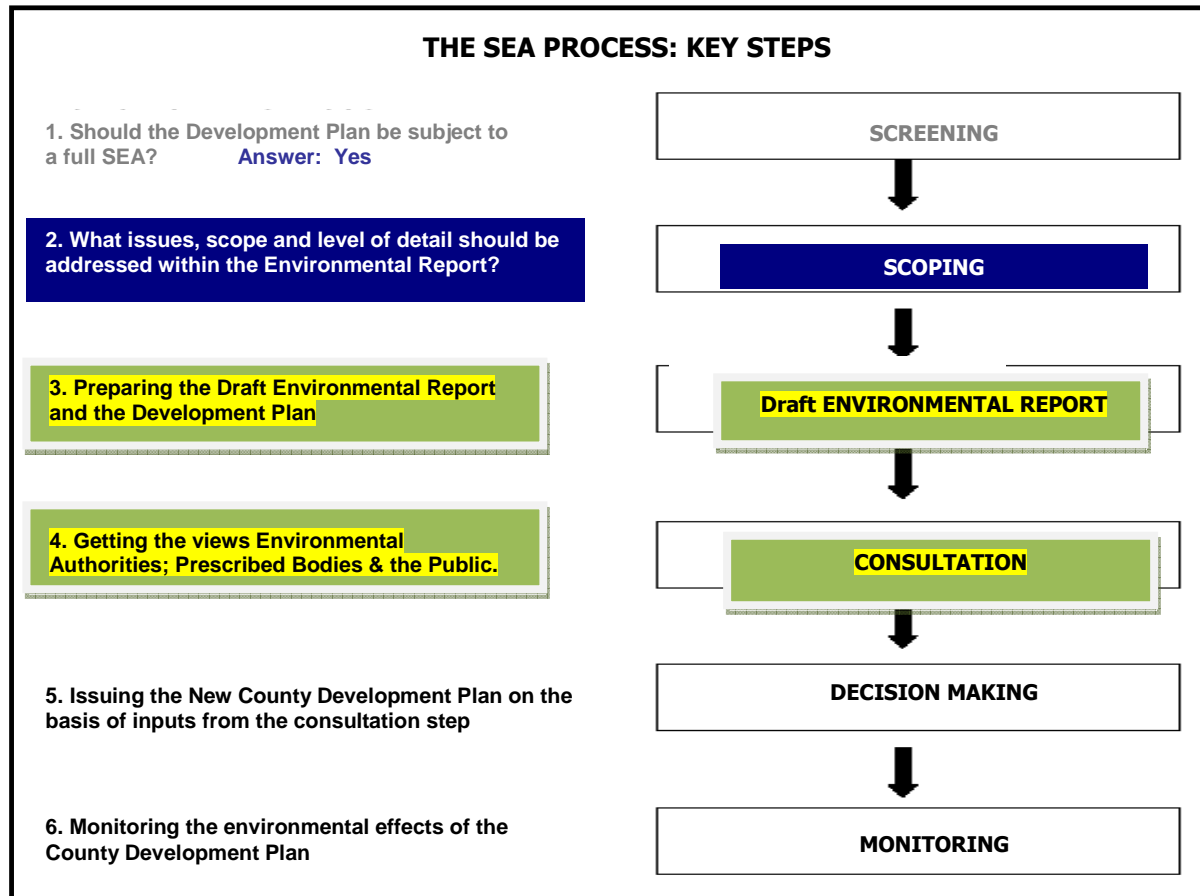 THE SEA PROCESS: KEY STEPS
1. Should the Development Plan be subject to
a full SEA? Answer: Yes
SCREENING
2. What issues, scope and level of detail should be
addressed within the Environmental Report?
SCOPING
3. Preparing the Draft Environmental Report
and the Development Plan
Draft ENVIRONMENTAL REPORT
4. Getting the views Environmental
Authorities; Prescribed Bodies & the Public.
CONSULTATION
5. Issuing the New County Development Plan on the
basis of inputs from the consultation step
DECISION MAKING
6. Monitoring the environmental effects of the
County Development Plan
MONITORING